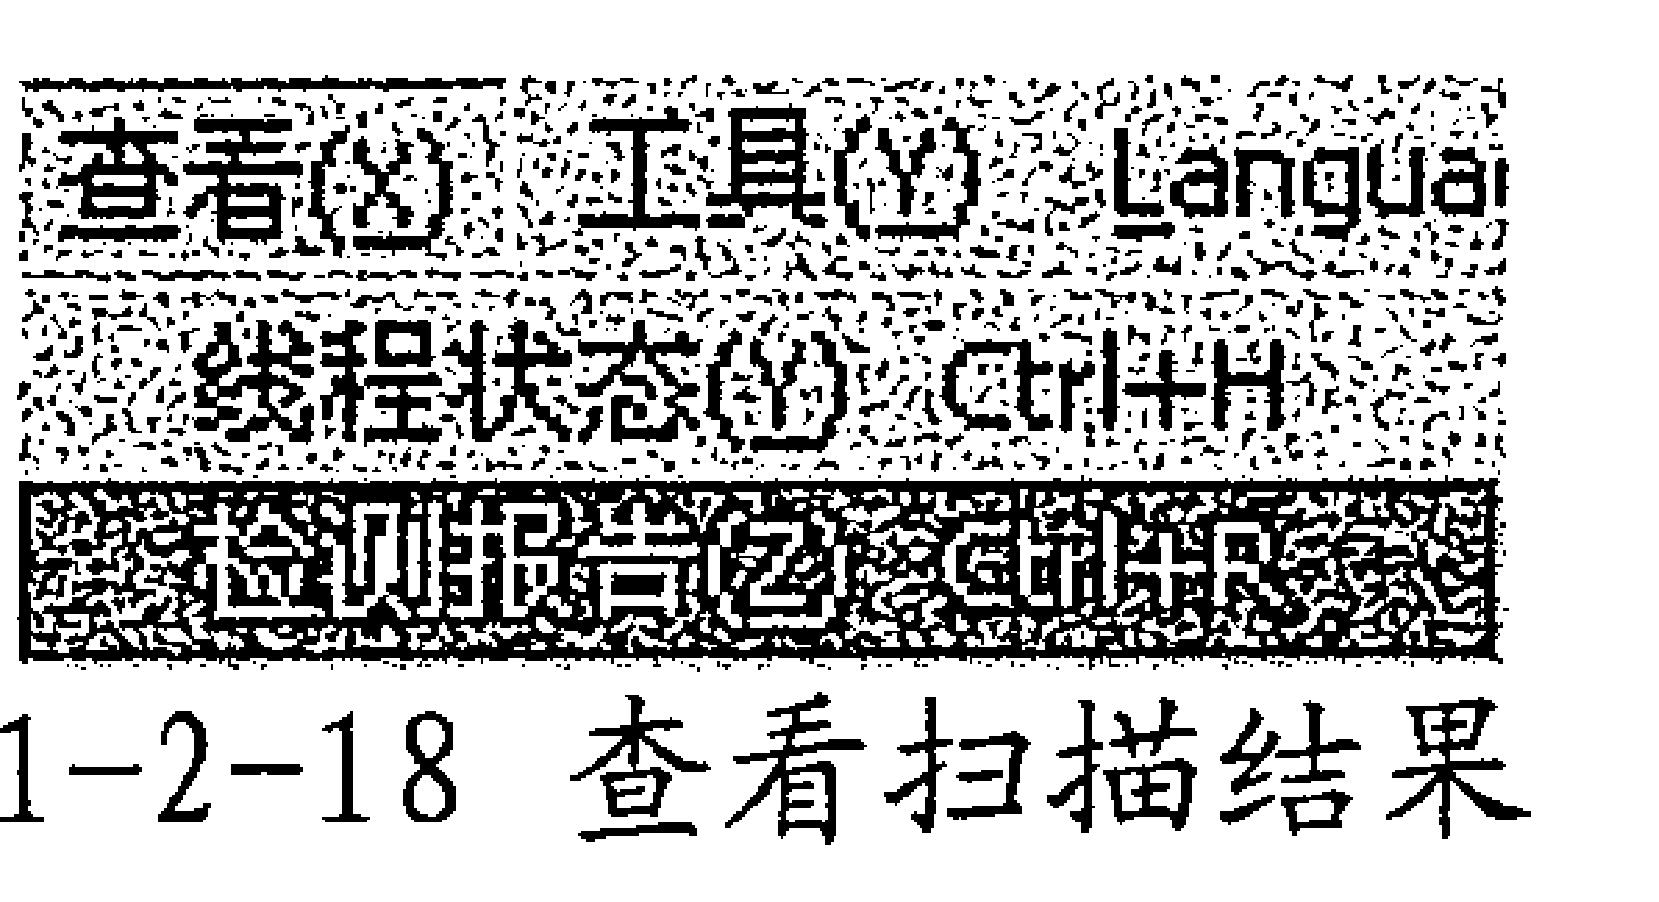 查看(X) 工具(Y) Langua
线程状态(Y) Ctrl+H
检测报告(Z) Ctrl+R
1-2-18 查看扫描结果